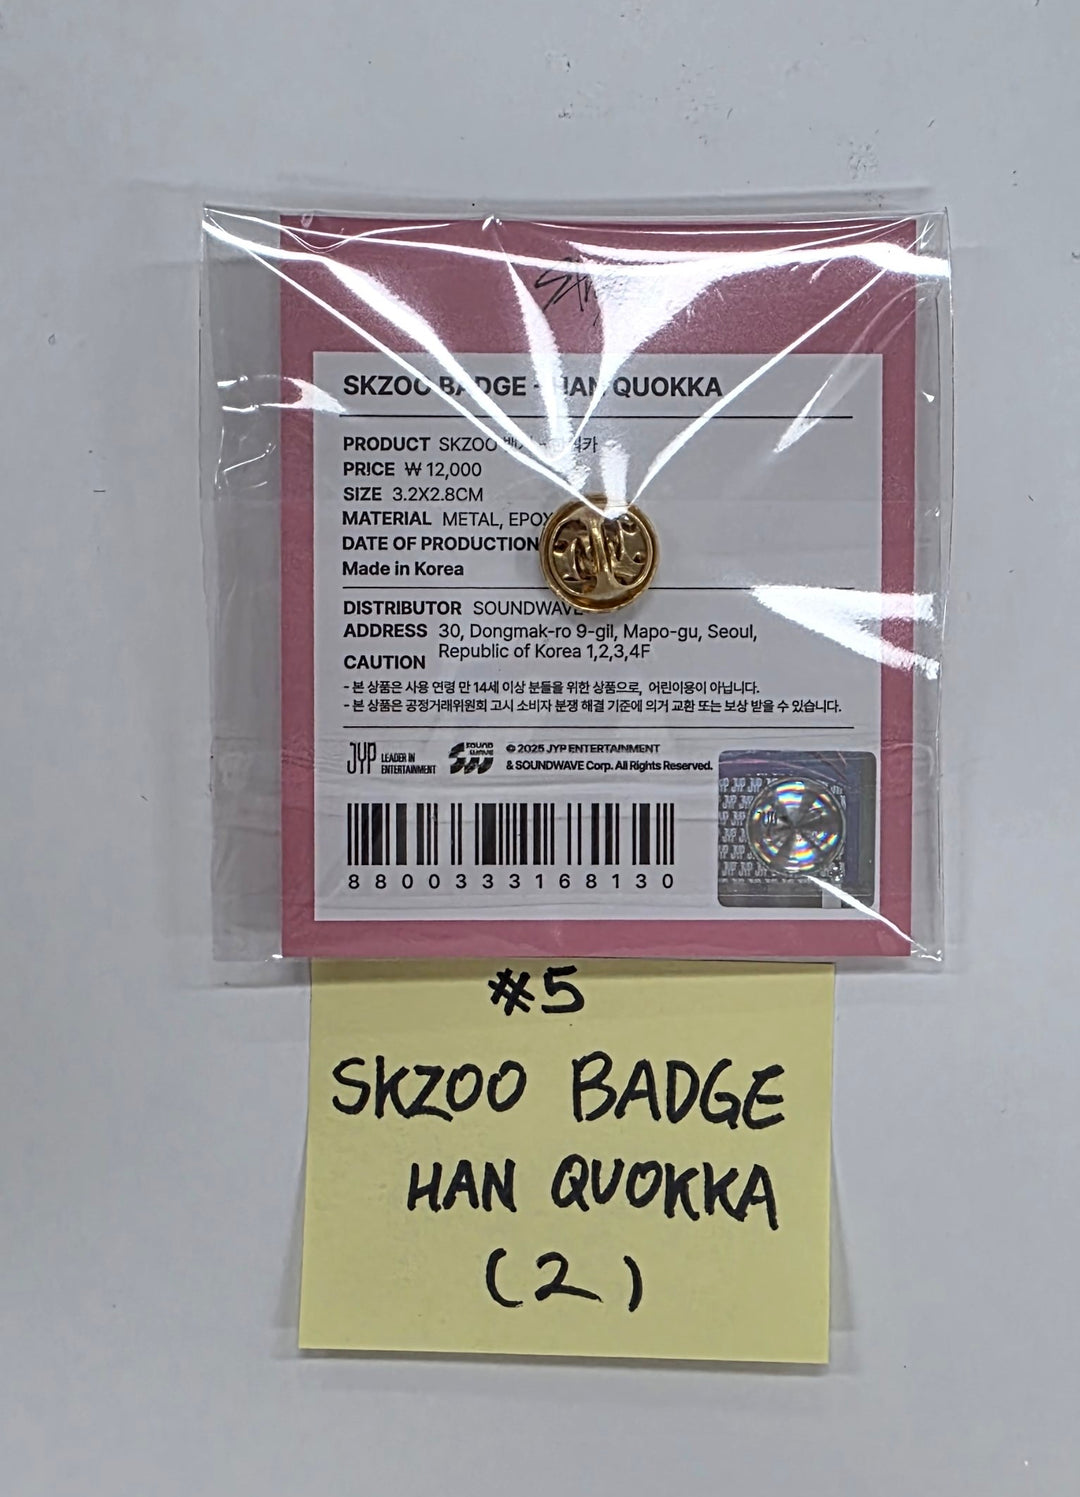 SKZOO BADGE - HAN QUOKKA
PRODUCT SKZOO
PRICE ₩ 12,000
SIZE 3.2X2.8CM
MATERIAL METAL, EPOXY
DATE OF PRODUCTION
Made in Korea
DISTRIBUTOR SOUNDWAVE
ADDRESS 30, Dongmak-ro 9-gil, Mapo-gu, Seoul,
Republic of Korea 1,2,3,4F
CAUTION
- 본 상품은 사용 연령 만 14세 이상 분들을 위한 상품으로, 어린이용이 아닙니다.
- 본 상품은 공정거래위원회 고시 소비자 분쟁 해결 기준에 의거 교환 또는 보상 받을 수 있습니다.
JYP LEADER IN
ENTERTAINMENT
SOUND
WAVE
© 2025 JYP ENTERTAINMENT
& SOUNDWAVE Corp. All Rights Reserved.
8800333168130
#5
SKZOO BADGE
HAN QUOKKA
(2)